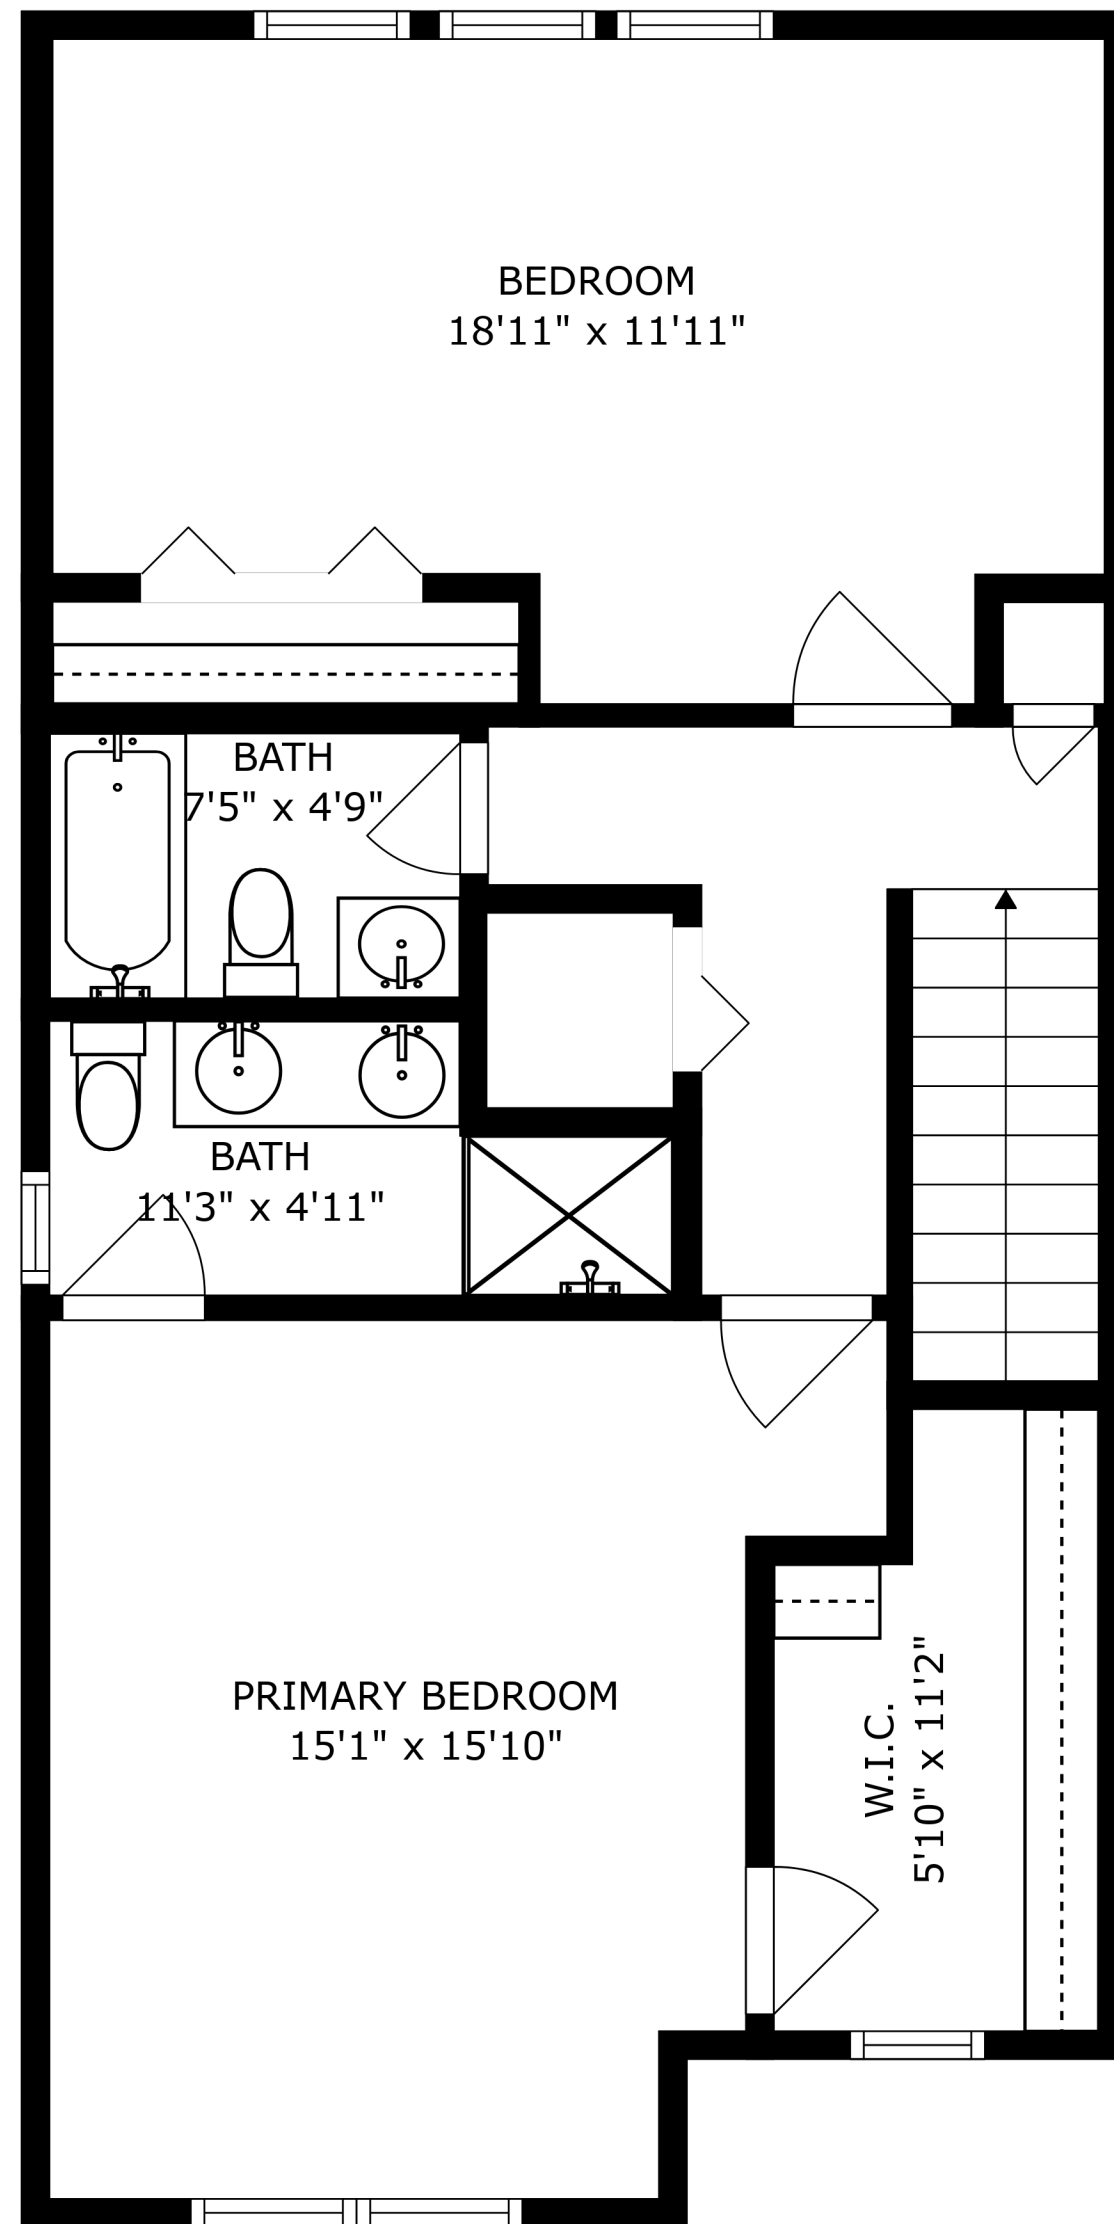 BEDROOM
18'11" x 11'11"
BATH
7'5" x 4'9"
BATH
11'3" x 4'11"
PRIMARY BEDROOM
15'1" x 15'10"
W.I.C.
5'10" x 11'2"